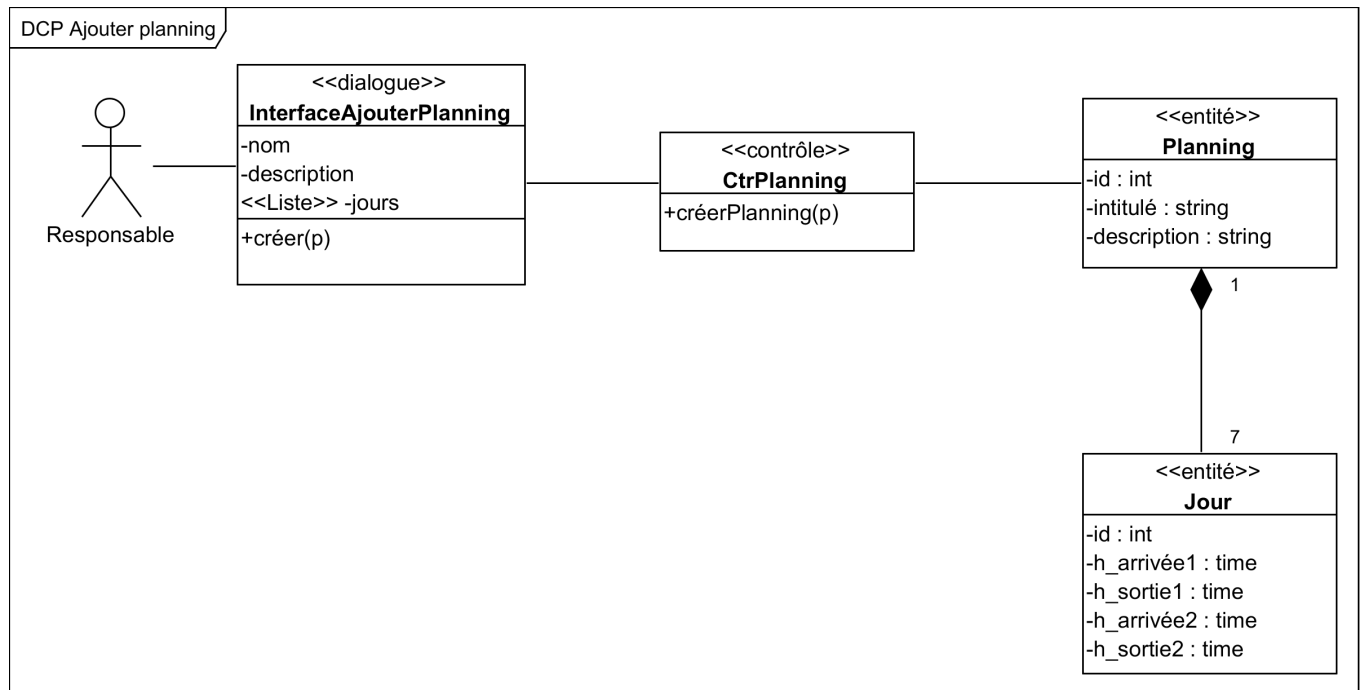 DCP Ajouter planning
Responsable
<<dialogue>>
InterfaceAjouterPlanning
-nom
-description
<<Liste>> -jours
+créer(p)
<<contrôle>>
CtrPlanning
+créerPlanning(p)
<<entité>>
Planning
-id : int
-intitulé : string
-description : string
1
7
<<entité>>
Jour
-id : int
-h_arrivée1 : time
-h_sortie1 : time
-h_arrivée2 : time
-h_sortie2 : time